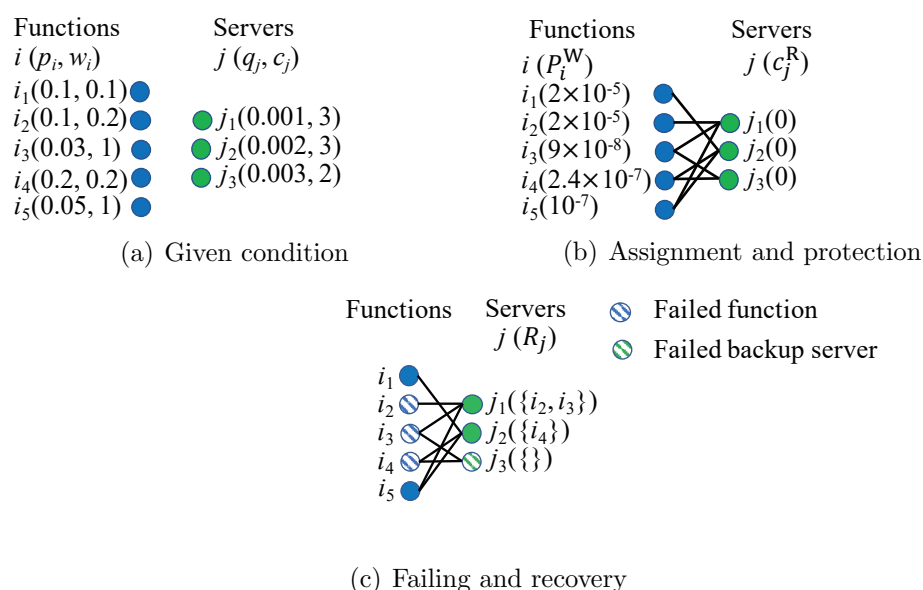 Functions
i (pᵢ, wᵢ)
i₁(0.1, 0.1)
i₂(0.1, 0.2)
i₃(0.03, 1)
i₄(0.2, 0.2)
i₅(0.05, 1)
Servers
j (qⱼ, cⱼ)
j₁(0.001, 3)
j₂(0.002, 3)
j₃(0.003, 2)
(a) Given condition
Functions
i (Pᵢᵂ)
i₁(2×10⁻⁵)
i₂(2×10⁻⁵)
i₃(9×10⁻⁸)
i₄(2.4×10⁻⁷)
i₅(10⁻⁷)
Servers
j (cⱼᴿ)
j₁(0)
j₂(0)
j₃(0)
(b) Assignment and protection
Functions
i₁
i₂
i₃
i₄
i₅
Servers
j (Rⱼ)
j₁({i₂, i₃})
j₂({i₄})
j₃({})
Failed function
Failed backup server
(c) Failing and recovery